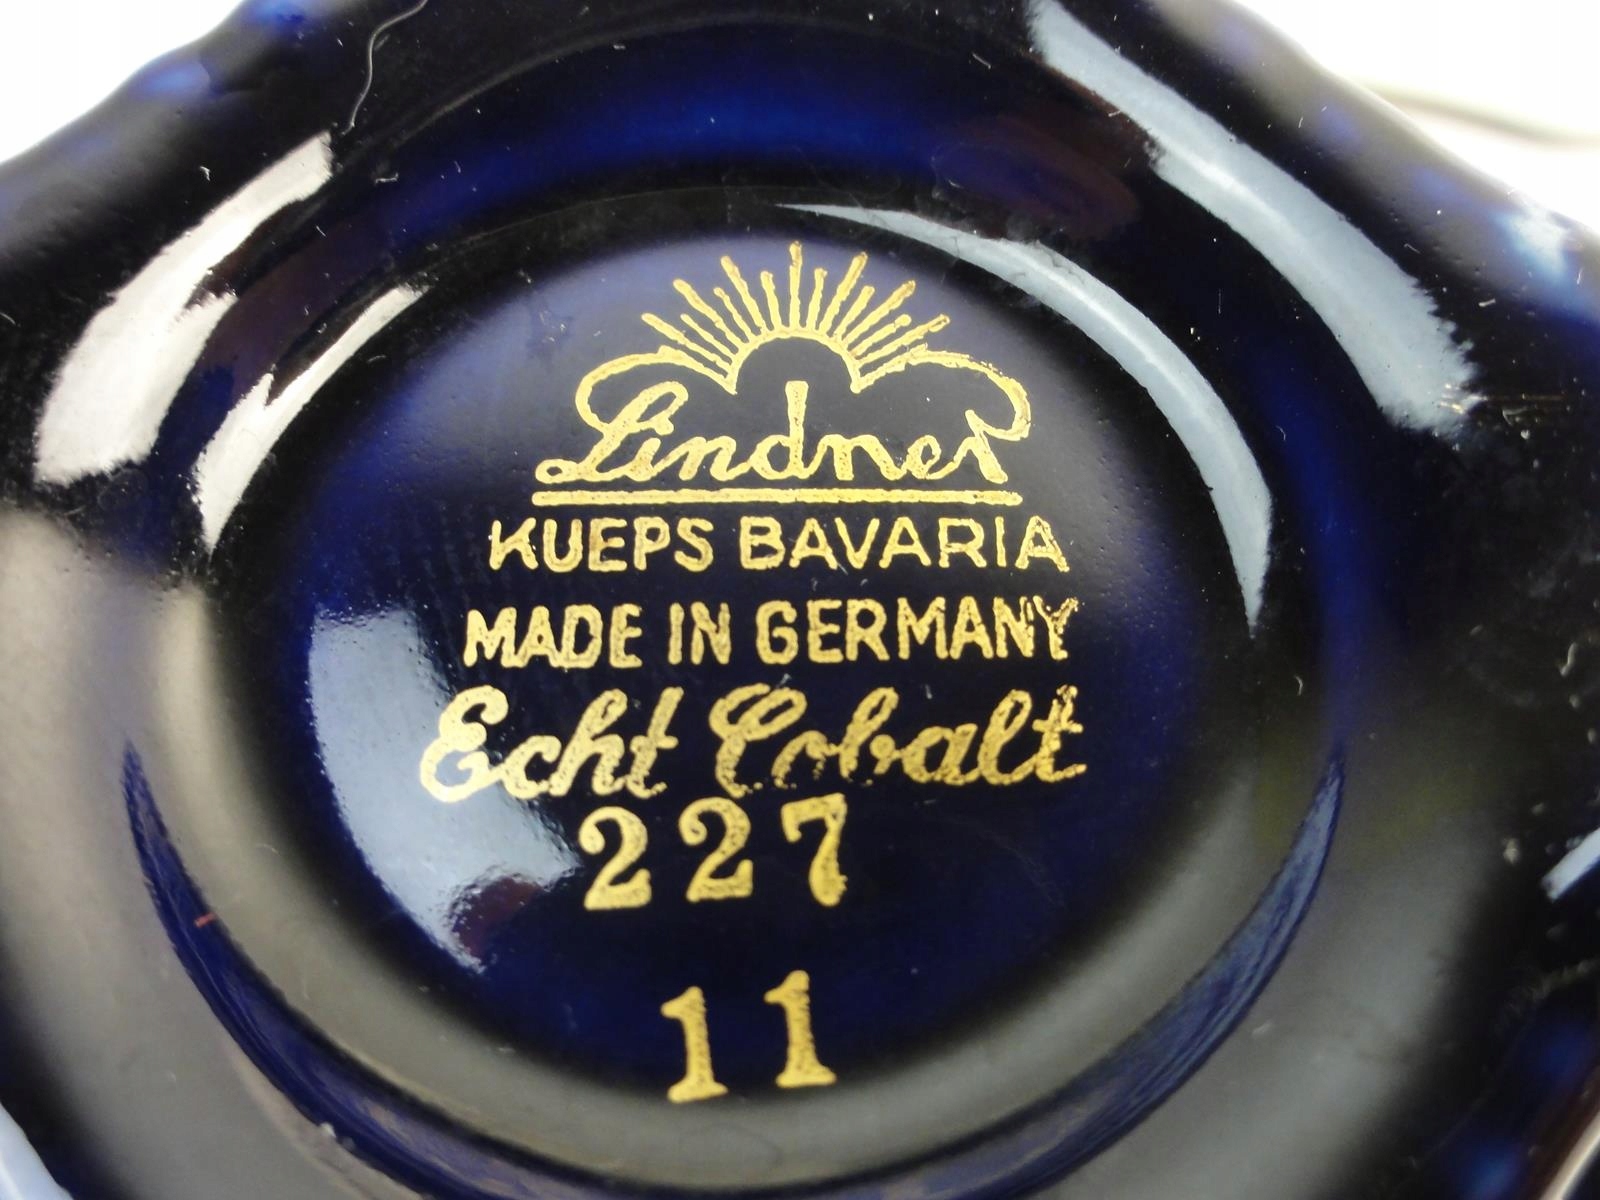 Lindner
KUEPS BAVARIA
MADE IN GERMANY
Echt Cobalt
227
11